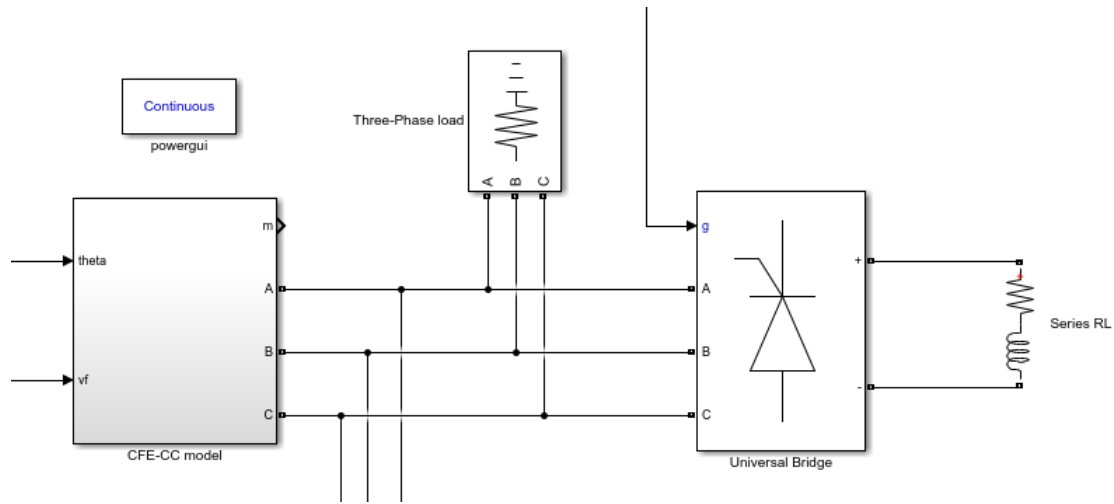 Continuous
powergui
Three-Phase load
A B C
m
theta
A
B
vf
C
CFE-CC model
g
A
B
C
+
-
Universal Bridge
+
Series RL